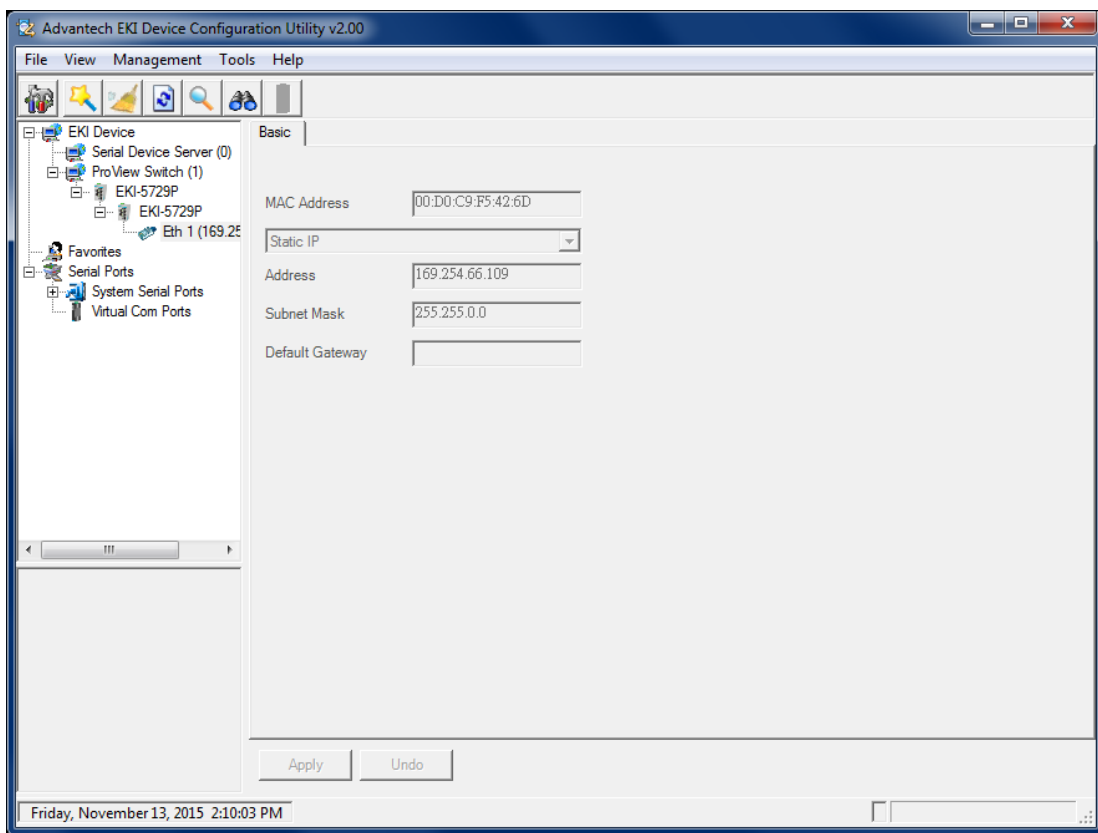 Advantech EKI Device Configuration Utility v2.00
File View Management Tools Help
EKI Device
Serial Device Server (0)
ProView Switch (1)
EKI-5729P
EKI-5729P
Eth 1 (169.25
Favorites
Serial Ports
System Serial Ports
Virtual Com Ports
Basic
MAC Address 00:D0:C9:F5:42:6D
Static IP
Address 169.254.66.109
Subnet Mask 255.255.0.0
Default Gateway
Apply Undo
Friday, November 13, 2015 2:10:03 PM